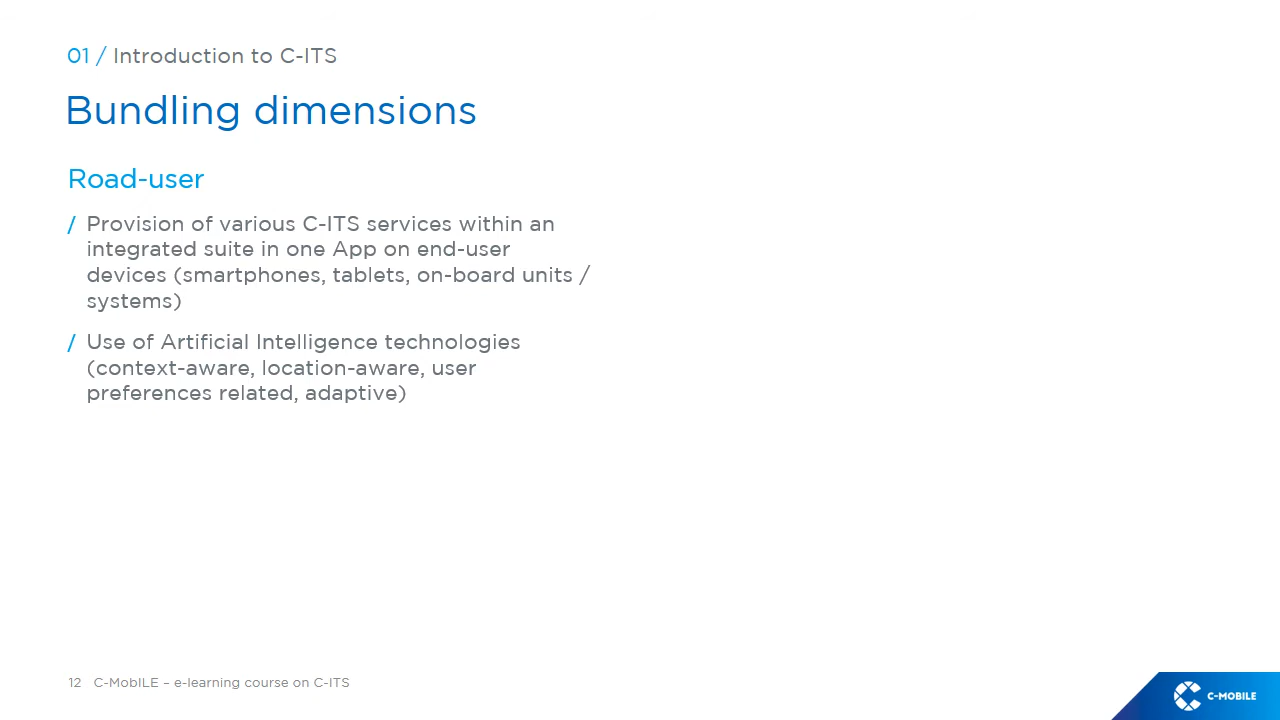 01 / Introduction to C-ITS
Bundling dimensions
Road-user
/ Provision of various C-ITS services within an
integrated suite in one App on end-user
devices (smartphones, tablets, on-board units /
systems)
/ Use of Artificial Intelligence technologies
(context-aware, location-aware, user
preferences related, adaptive)
12 C-MobILE – e-learning course on C-ITS
C-MOBILE